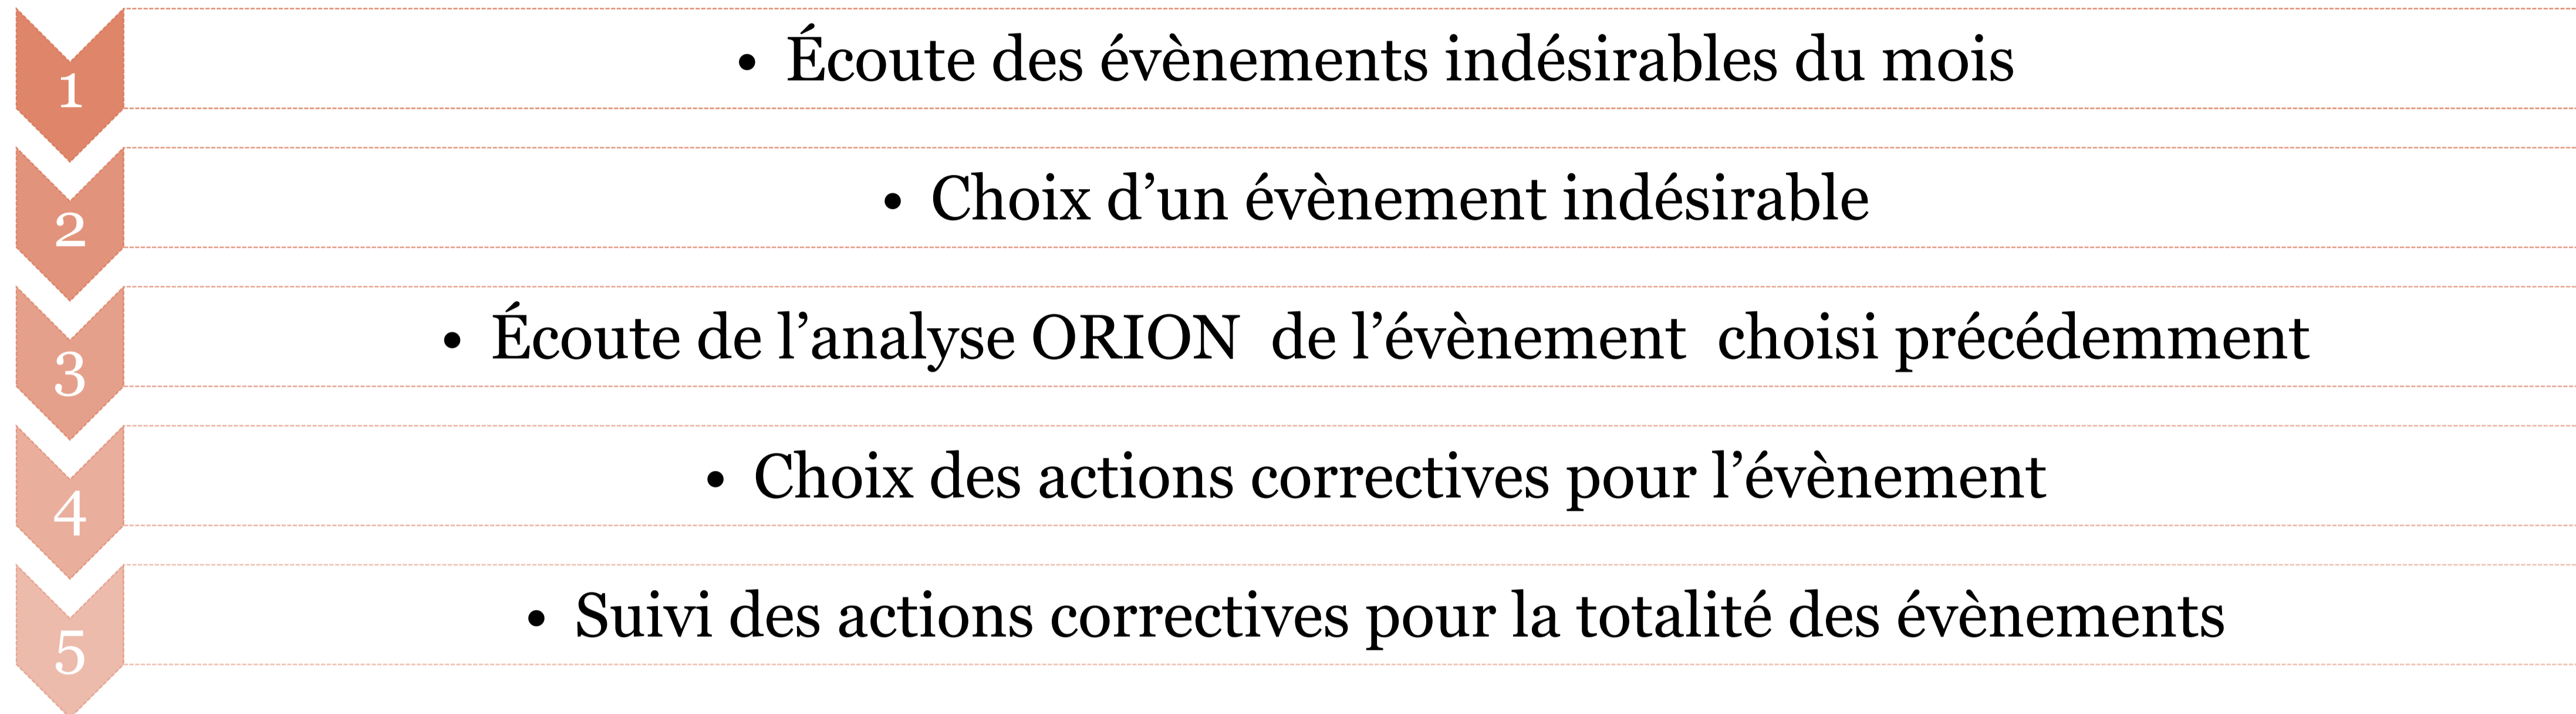 1
• Écoute des évènements indésirables du mois
2
• Choix d’un évènement indésirable
3
• Écoute de l’analyse ORION de l’évènement choisi précédemment
4
• Choix des actions correctives pour l’évènement
5
• Suivi des actions correctives pour la totalité des évènements